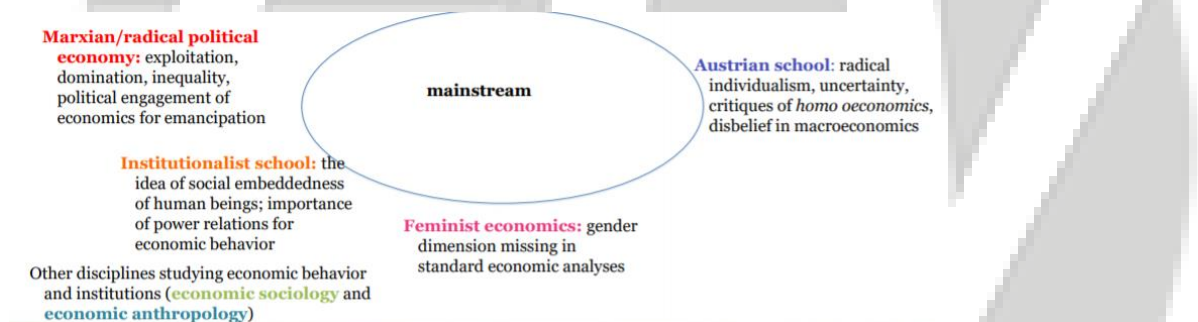 Marxian/radical political
economy: exploitation,
domination, inequality,
political engagement of
economics for emancipation
mainstream
Austrian school: radical
individualism, uncertainty,
critiques of homo oeconomics,
disbelief in macroeconomics
Institutionalist school: the
idea of social embeddedness
of human beings; importance
of power relations for
economic behavior
Feminist economics: gender
dimension missing in
standard economic analyses
Other disciplines studying economic behavior
and institutions (economic sociology and
economic anthropology)